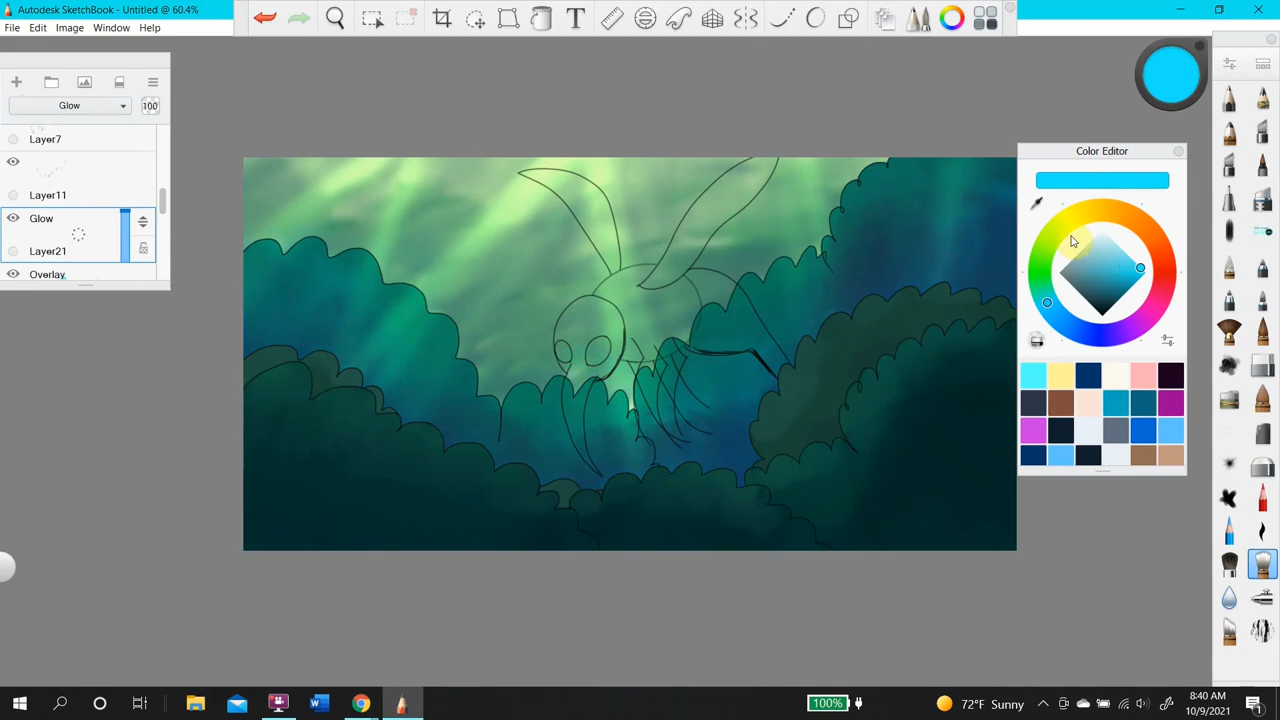 Autodesk SketchBook - Untitled @ 60.4%
File Edit Image Window Help
T
Glow 100
Layer7
Layer11
Glow
Layer21
Overlay
Color Editor
100% 72°F Sunny 8:40 AM
10/9/2021